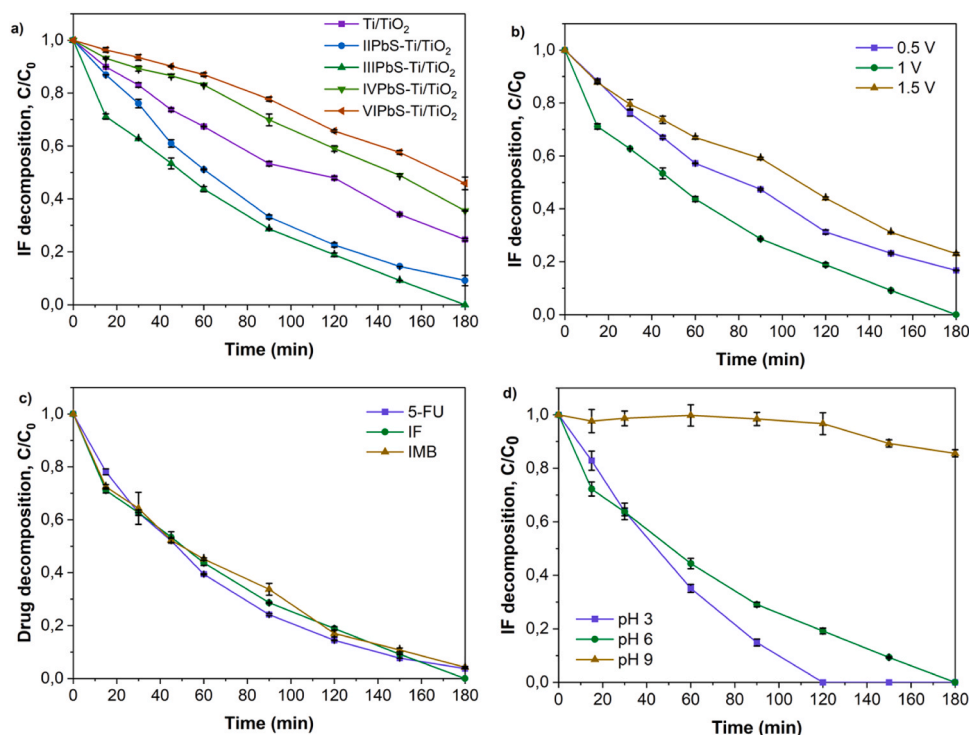 a)
Ti/TiO2
IIPbS-Ti/TiO2
IIIPbS-Ti/TiO2
IVPbS-Ti/TiO2
VIPbS-Ti/TiO2
IF decomposition, C/C0
1,0
0,8
0,6
0,4
0,2
0,0
0 20 40 60 80 100 120 140 160 180
Time (min)
b)
0.5 V
1 V
1.5 V
IF decomposition, C/C0
1,0
0,8
0,6
0,4
0,2
0,0
0 20 40 60 80 100 120 140 160 180
Time (min)
c)
5-FU
IF
IMB
Drug decomposition, C/C0
1,0
0,8
0,6
0,4
0,2
0,0
0 20 40 60 80 100 120 140 160 180
Time (min)
d)
IF decomposition, C/C0
1,0
0,8
0,6
0,4
0,2
0,0
pH 3
pH 6
pH 9
0 20 40 60 80 100 120 140 160 180
Time (min)